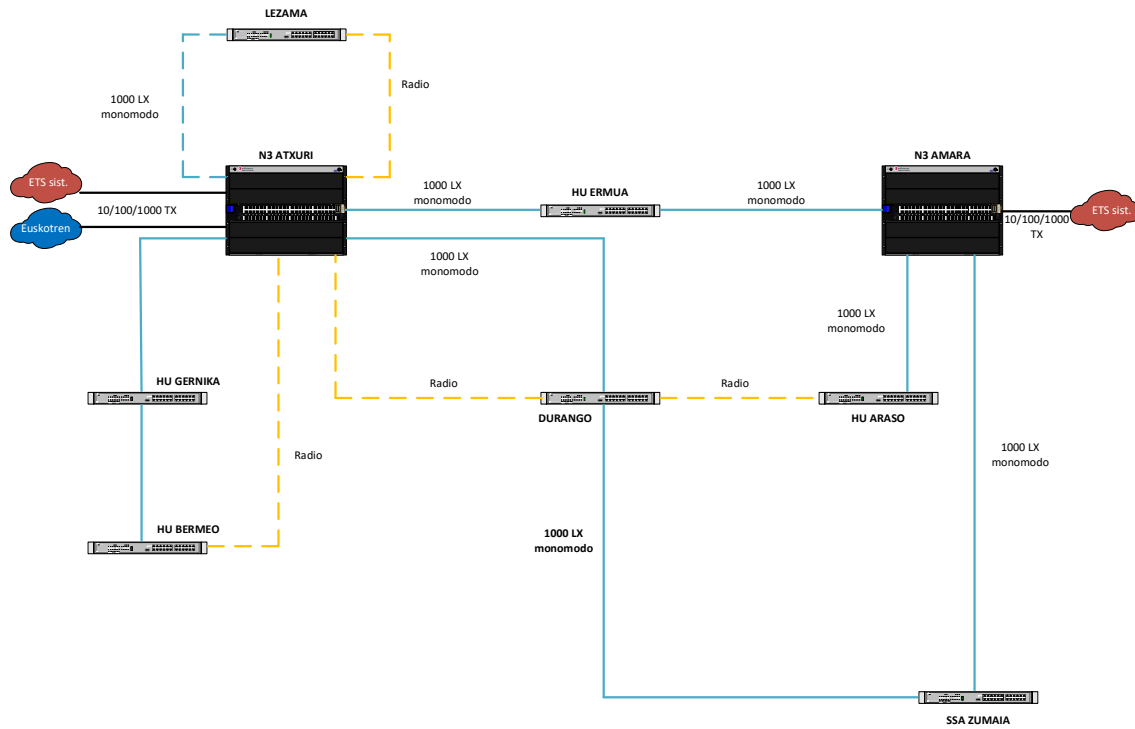 LEZAMA
Radio
1000 LX
monomodo
N3 ATXURI
N3 AMARA
ETS sist.
1000 LX
monomodo
HU ERMUA
1000 LX
monomodo
ETS sist.
10/100/1000 TX
Euskotren
10/100/1000
TX
1000 LX
monomodo
1000 LX
monomodo
HU GERNIKA
Radio
Radio
DURANGO
HU ARASO
Radio
1000 LX
monomodo
HU BERMEO
1000 LX
monomodo
SSA ZUMAIA